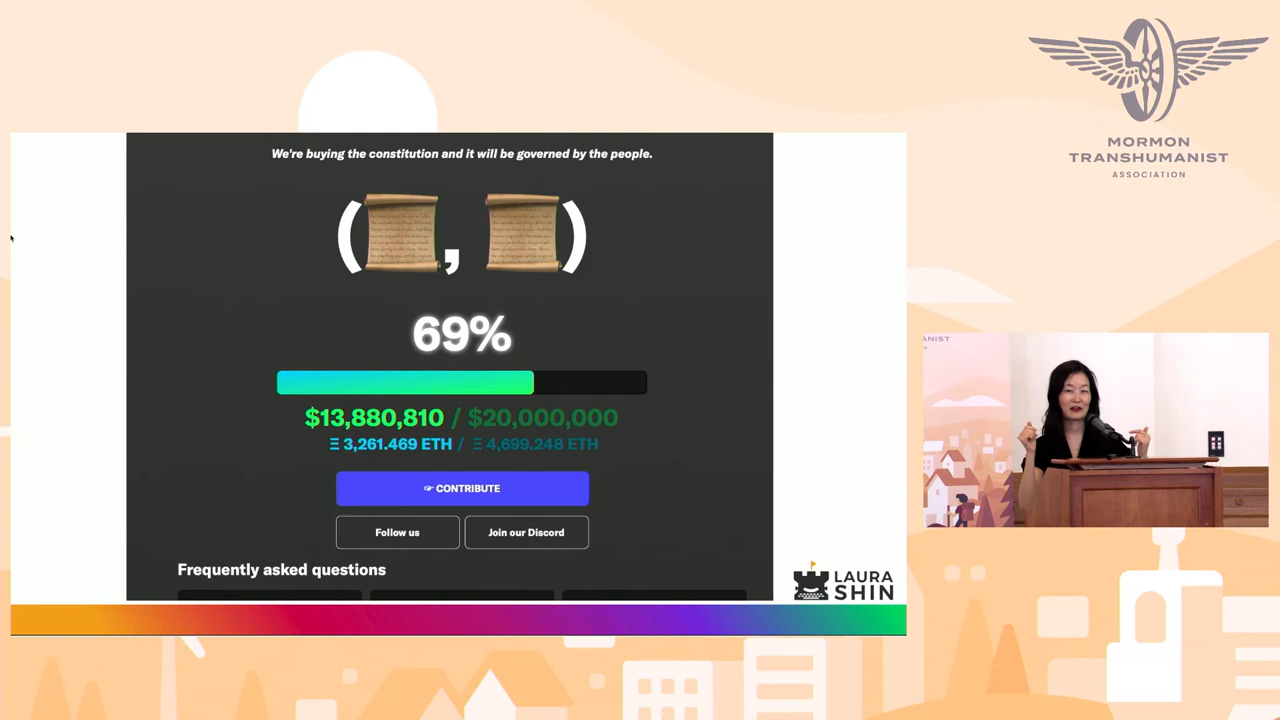 We're buying the constitution and it will be governed by the people.
( , )
69%
$13,880,810 / $20,000,000
Ξ 3,261.469 ETH / Ξ 4,699.248 ETH
☞ CONTRIBUTE
Follow us
Join our Discord
Frequently asked questions
LAURA
SHIN
MORMON
TRANSHUMANIST
ASSOCIATION
ANIST